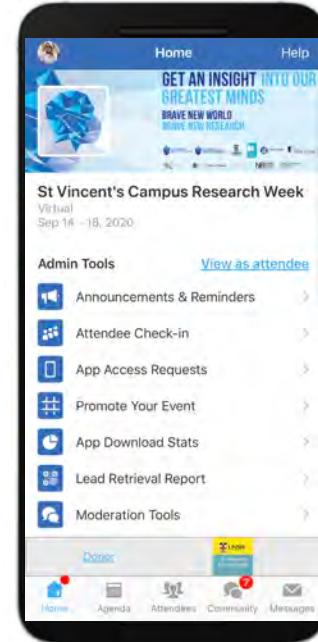 Home Help
GET AN INSIGHT INTO OUR
GREATEST MINDS
BRAVE NEW WORLD
BRAVE NEW RESEARCH
St Vincent's Campus Research Week
Virtual
Sep 14 - 18, 2020
Admin Tools View as attendee
Announcements & Reminders
Attendee Check-in
App Access Requests
Promote Your Event
App Download Stats
Lead Retrieval Report
Moderation Tools
Donor
7
Home Agenda Attendees Community Messages